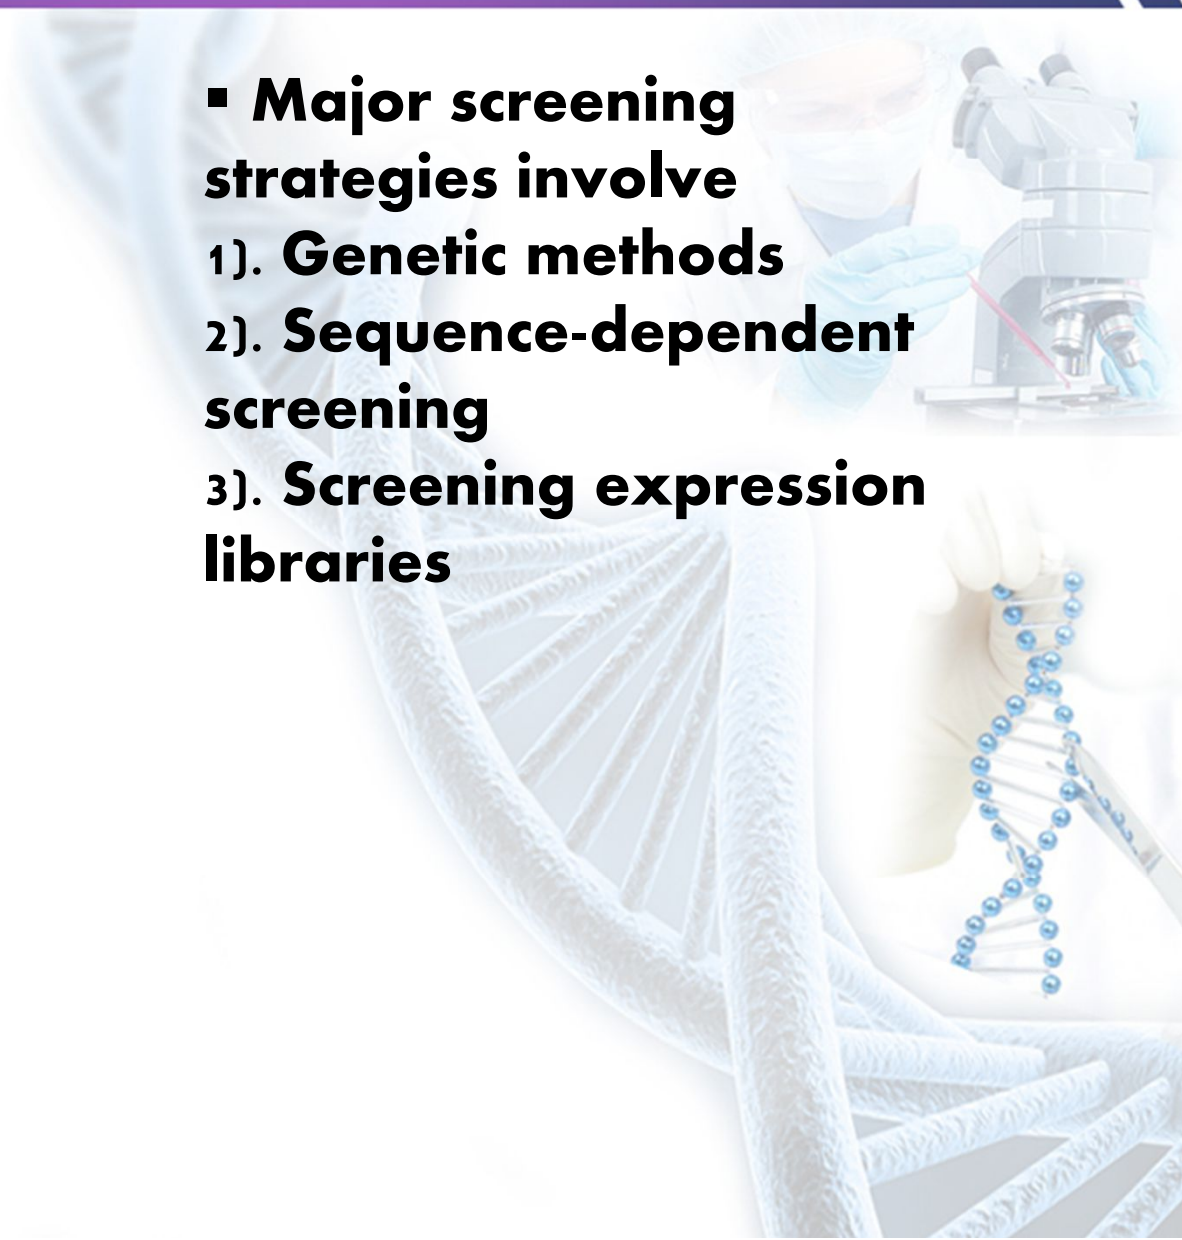 ▪ Major screening
strategies involve
1). Genetic methods
2). Sequence-dependent
screening
3). Screening expression
libraries